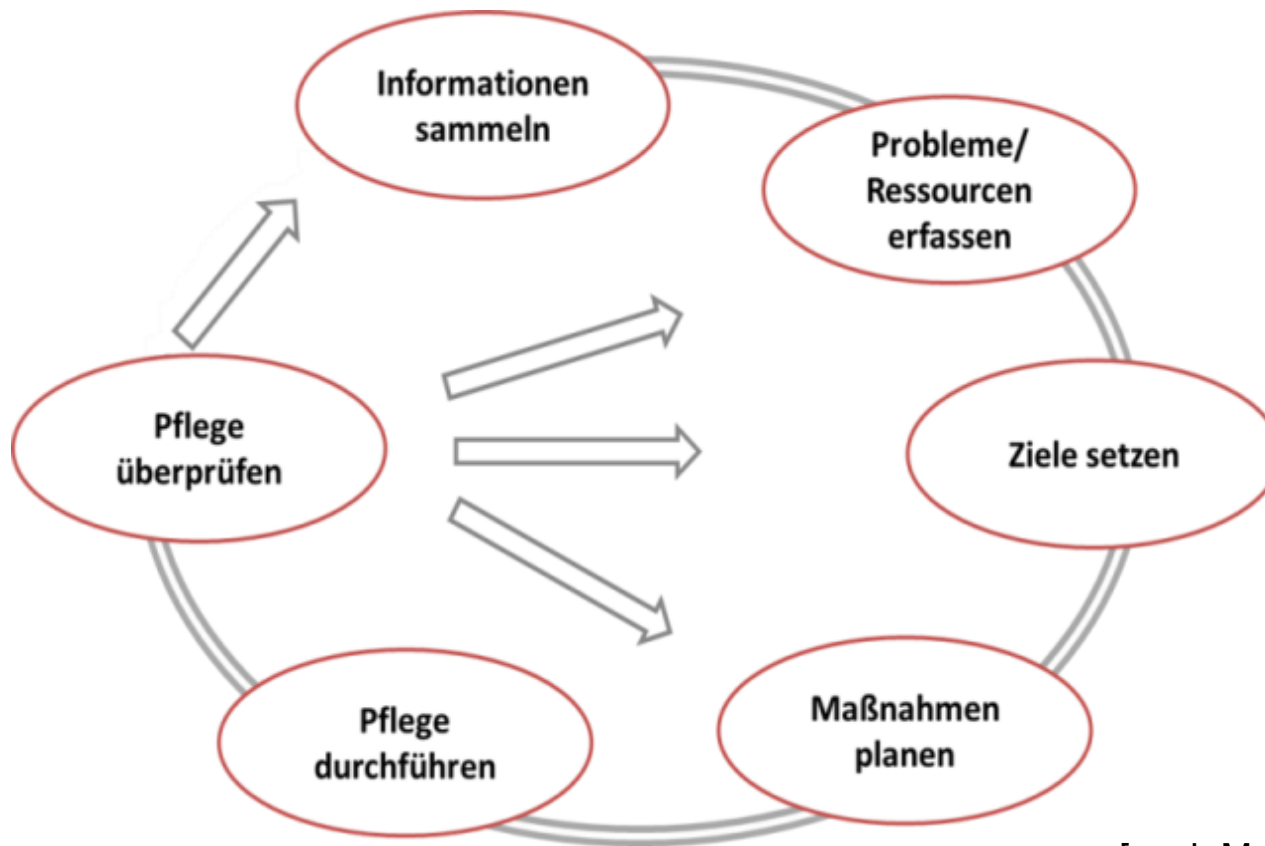 Informationen
sammeln
Probleme/
Ressourcen
erfassen
Ziele setzen
Maßnahmen
planen
Pflege
durchführen
Pflege
überprüfen